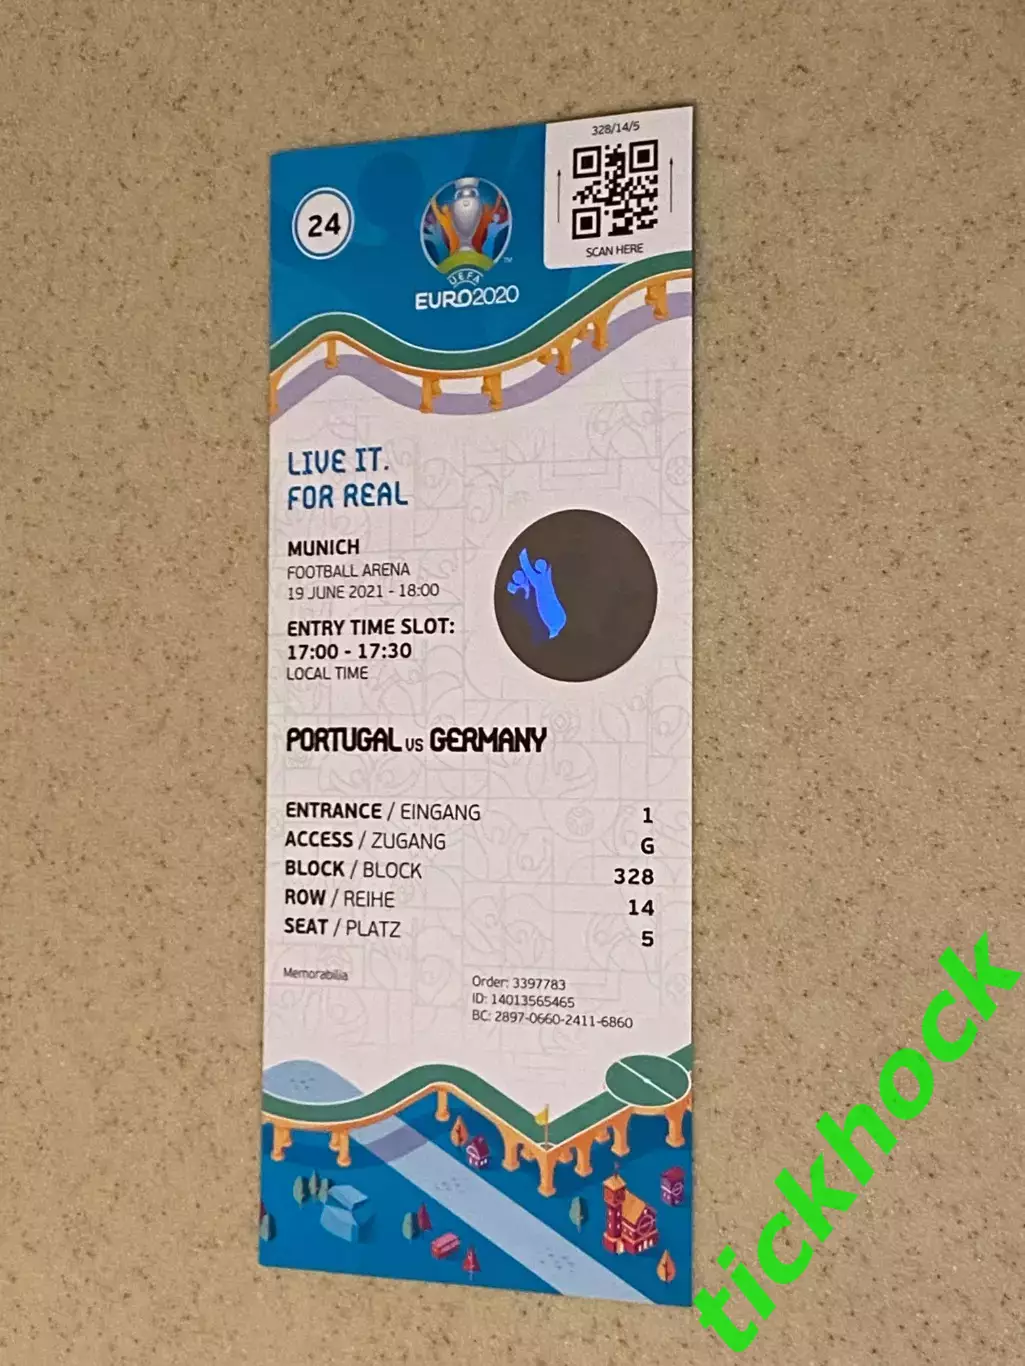 328/14/5
24
SCAN HERE
UEFA
EURO2020
™
LIVE IT.
FOR REAL
MUNICH
FOOTBALL ARENA
19 JUNE 2021 - 18:00
ENTRY TIME SLOT:
17:00 - 17:30
LOCAL TIME
PORTUGAL VS GERMANY
ENTRANCE / EINGANG 1
ACCESS / ZUGANG G
BLOCK / BLOCK 328
ROW / REIHE 14
SEAT / PLATZ 5
Memorabilia
Order: 3397783
ID: 14013565465
BC: 2897-0660-2411-6860
tickhock